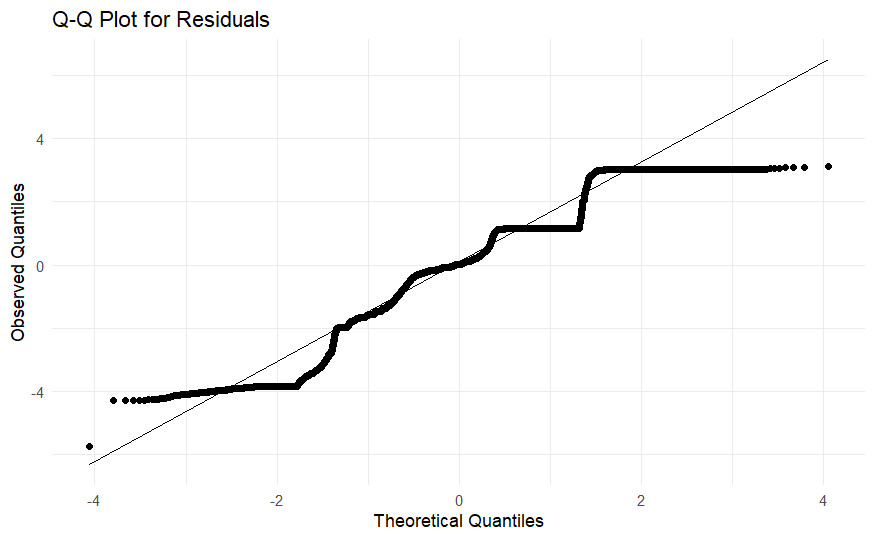 Q-Q Plot for Residuals
Observed Quantiles
4
0
-4
-4
-2
0
2
4
Theoretical Quantiles